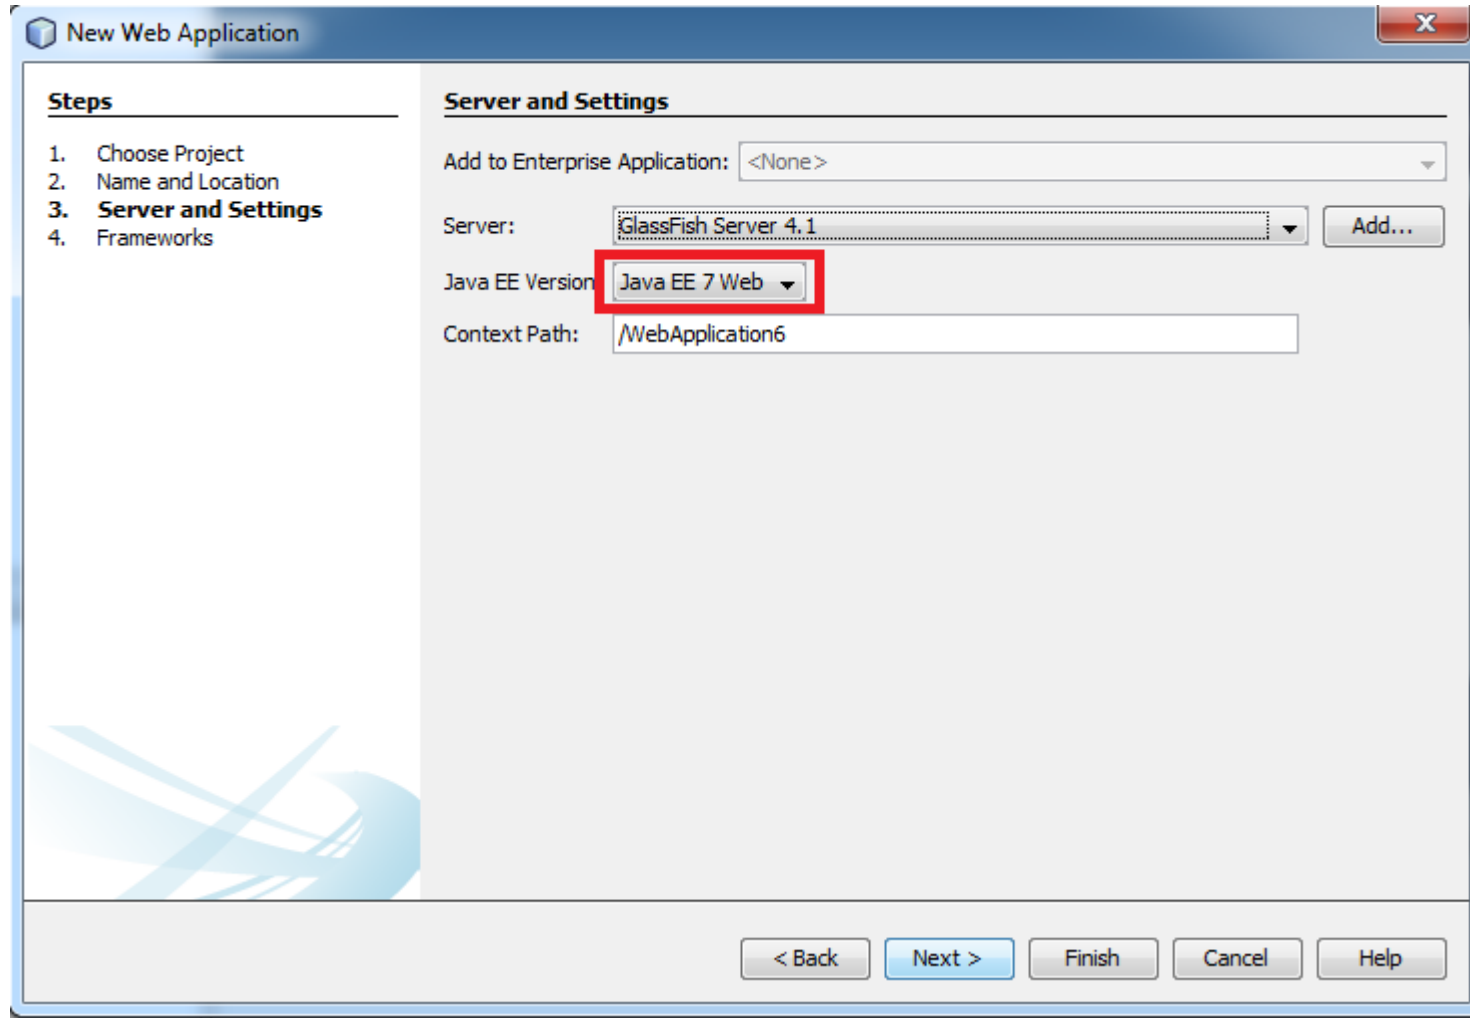 New Web Application
Steps
1. Choose Project
2. Name and Location
3. Server and Settings
4. Frameworks
Server and Settings
Add to Enterprise Application: <None>
Server: GlassFish Server 4.1 Add...
Java EE Version Java EE 7 Web
Context Path: /WebApplication6
< Back Next > Finish Cancel Help